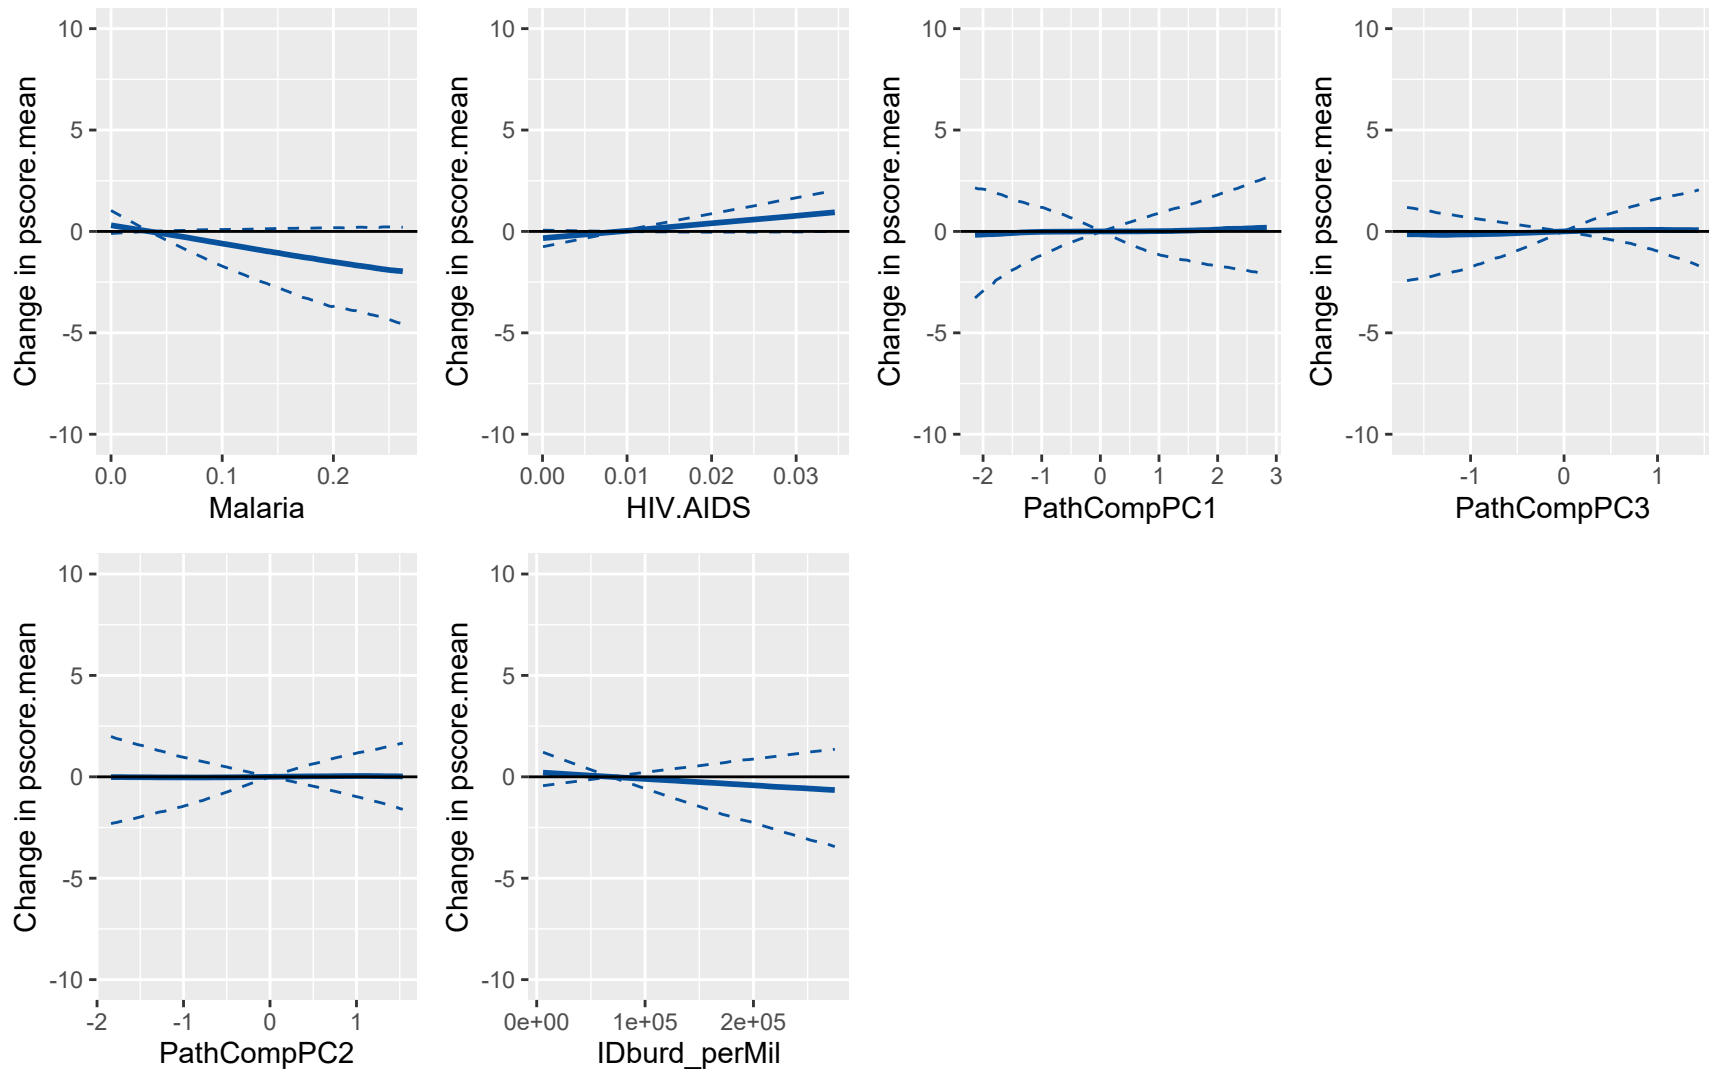 Change in pscore.mean
10
5
0
-5
-10
0.0 0.1 0.2
Malaria
Change in pscore.mean
10
5
0
-5
-10
0.00 0.01 0.02 0.03
HIV.AIDS
Change in pscore.mean
10
5
0
-5
-10
-2 -1 0 1 2 3
PathCompPC1
Change in pscore.mean
10
5
0
-5
-10
-1 0 1
PathCompPC3
Change in pscore.mean
10
5
0
-5
-10
-2 -1 0 1
PathCompPC2
Change in pscore.mean
10
5
0
-5
-10
0e+00 1e+05 2e+05
IDburd_perMil